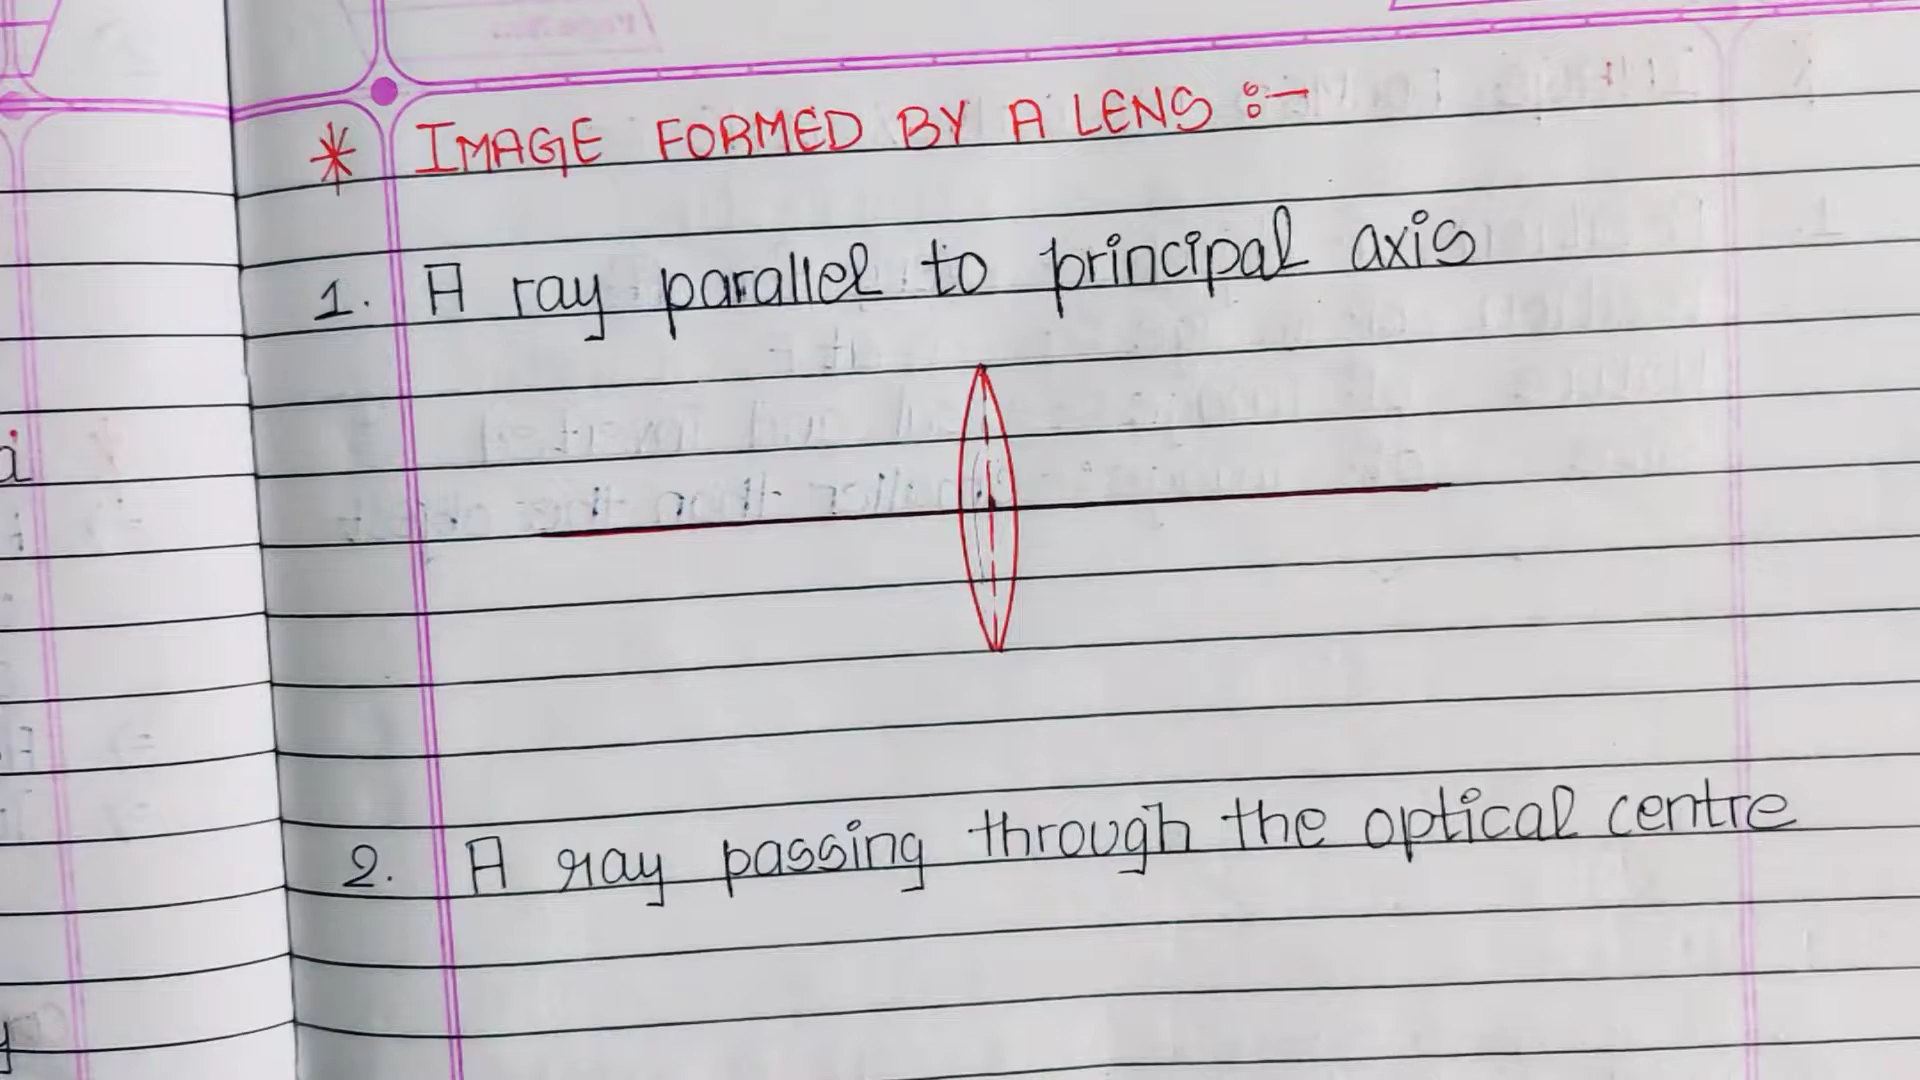 * IMAGE FORMED BY A LENS :-
1. A ray parallel to principal axis
2. A ray passing through the optical centre